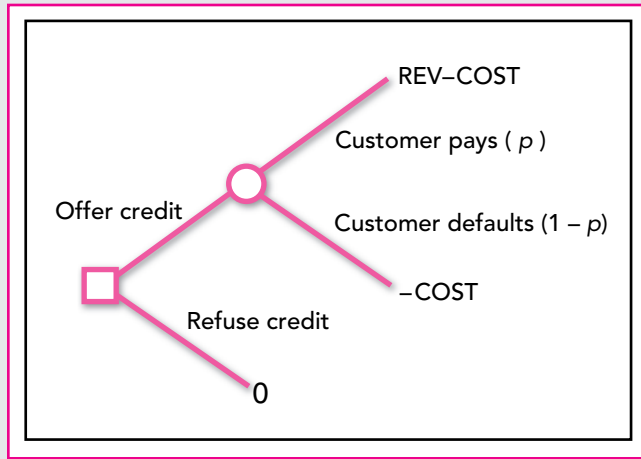 REV–COST
Customer pays ( p )
Offer credit
Customer defaults (1 – p)
–COST
Refuse credit
0